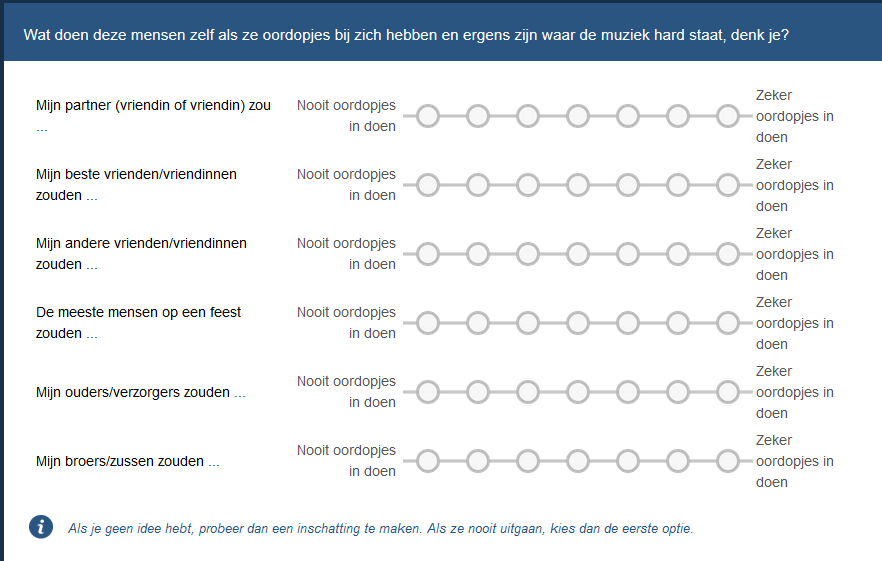 Wat doen deze mensen zelf als ze oordopjes bij zich hebben en ergens zijn waar de muziek hard staat, denk je?
Mijn partner (vriendin of vriendin) zou
...
Nooit oordopjes
in doen
Zeker
oordopjes in
doen
Mijn beste vrienden/vriendinnen
zouden ...
Nooit oordopjes
in doen
Zeker
oordopjes in
doen
Mijn andere vrienden/vriendinnen
zouden ...
Nooit oordopjes
in doen
Zeker
oordopjes in
doen
De meeste mensen op een feest
zouden ...
Nooit oordopjes
in doen
Zeker
oordopjes in
doen
Mijn ouders/verzorgers zouden ...
Nooit oordopjes
in doen
Zeker
oordopjes in
doen
Mijn broers/zussen zouden ...
Nooit oordopjes
in doen
Zeker
oordopjes in
doen
i
Als je geen idee hebt, probeer dan een inschatting te maken. Als ze nooit uitgaan, kies dan de eerste optie.